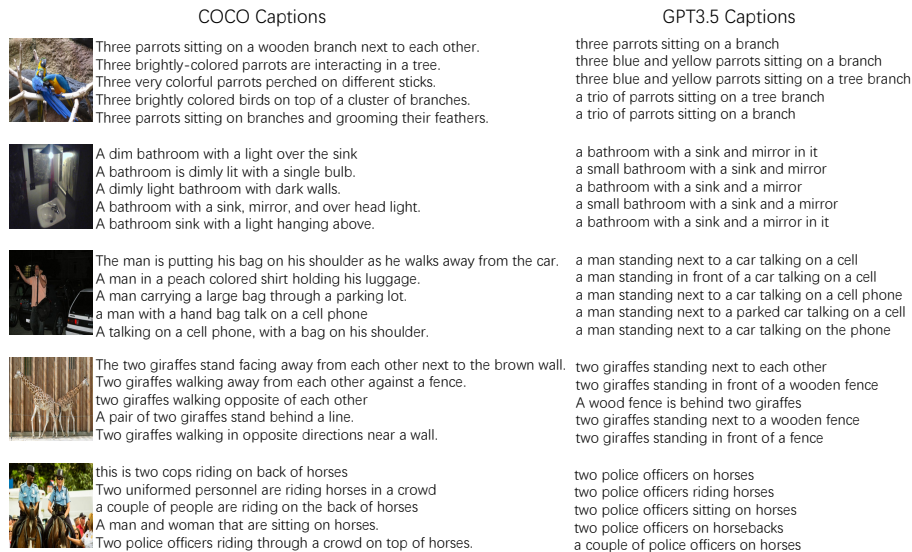 COCO Captions
GPT3.5 Captions
Three parrots sitting on a wooden branch next to each other.
Three brightly-colored parrots are interacting in a tree.
Three very colorful parrots perched on different sticks.
Three brightly colored birds on top of a cluster of branches.
Three parrots sitting on branches and grooming their feathers.
three parrots sitting on a branch
three blue and yellow parrots sitting on a branch
three blue and yellow parrots sitting on a tree branch
a trio of parrots sitting on a tree branch
a trio of parrots sitting on a branch
A dim bathroom with a light over the sink
A bathroom is dimly lit with a single bulb.
A dimly light bathroom with dark walls.
A bathroom with a sink, mirror, and over head light.
A bathroom sink with a light hanging above.
a bathroom with a sink and mirror in it
a small bathroom with a sink and mirror
a bathroom with a sink and a mirror
a small bathroom with a sink and a mirror
a bathroom with a sink and a mirror in it
The man is putting his bag on his shoulder as he walks away from the car.
A man in a peach colored shirt holding his luggage.
A man carrying a large bag through a parking lot.
a man with a hand bag talk on a cell phone
A talking on a cell phone, with a bag on his shoulder.
a man standing next to a car talking on a cell
a man standing in front of a car talking on a cell
a man standing next to a car talking on a cell phone
a man standing next to a parked car talking on a cell
a man standing next to a car talking on the phone
The two giraffes stand facing away from each other next to the brown wall.
Two giraffes walking away from each other against a fence.
two giraffes walking opposite of each other
A pair of two giraffes stand behind a line.
Two giraffes walking in opposite directions near a wall.
two giraffes standing next to each other
two giraffes standing in front of a wooden fence
A wood fence is behind two giraffes
two giraffes standing next to a wooden fence
two giraffes standing in front of a fence
this is two cops riding on back of horses
Two uniformed personnel are riding horses in a crowd
a couple of people are riding on the back of horses
A man and woman that are sitting on horses.
Two police officers riding through a crowd on top of horses.
two police officers on horses
two police officers riding horses
two police officers sitting on horses
two police officers on horsebacks
a couple of police officers on horses